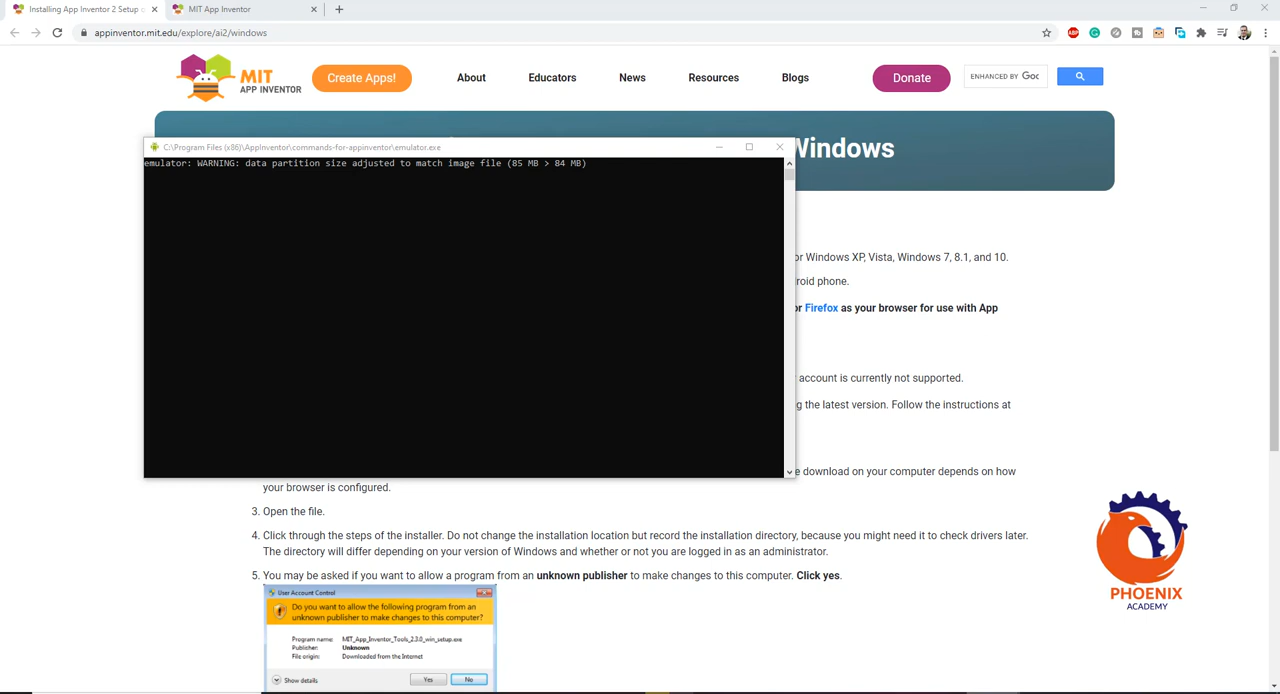 Installing App Inventor 2 Setup
MIT App Inventor
appinventor.mit.edu/explore/ai2/windows
MIT
APP INVENTOR
Create Apps!
About
Educators
News
Resources
Blogs
Donate
ENHANCED BY
Windows
C:\Program Files (x86)\AppInventor\commands-for-appinventor\emulator.exe
emulator: WARNING: data partition size adjusted to match image file (85 MB > 84 MB)
or Windows XP, Vista, Windows 7, 8.1, and 10.
roid phone.
or Firefox as your browser for use with App
account is currently not supported.
g the latest version. Follow the instructions at
e download on your computer depends on how
your browser is configured.
3. Open the file.
4. Click through the steps of the installer. Do not change the installation location but record the installation directory, because you might need it to check drivers later.
The directory will differ depending on your version of Windows and whether or not you are logged in as an administrator.
5. You may be asked if you want to allow a program from an unknown publisher to make changes to this computer. Click yes.
User Account Control
Do you want to allow the following program from an
unknown publisher to make changes to this computer?
Program name: MIT_App_Inventor_Tools_2.3.0_win_setup.exe
Publisher: Unknown
File origin: Downloaded from the Internet
Show details
Yes
No
PHOENIX
ACADEMY